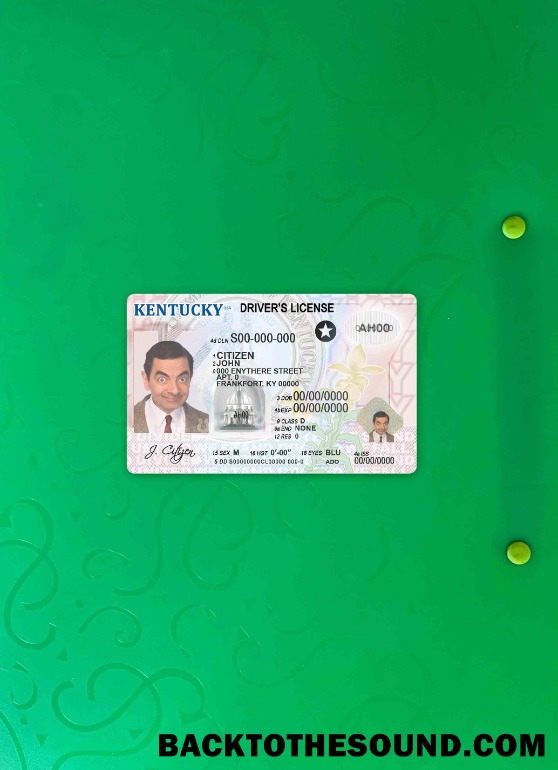 KENTUCKY USA DRIVER'S LICENSE
AH00
4d DLN S00-000-000
1 CITIZEN
2 JOHN
8 000 ENYTHERE STREET
APT. 0
FRANKFORT. KY 00000
3 DOB 00/00/0000
4b EXP 00/00/0000
9 CLASS D
9a END NONE
12 RES 0
J. Citizen,
15 SEX M 16 HGT 0'-00" 18 EYES BLU 4a ISS
5 DD S00000000CL00000 000-0 ADO 00/00/0000
BACKTOTHESOUND.COM